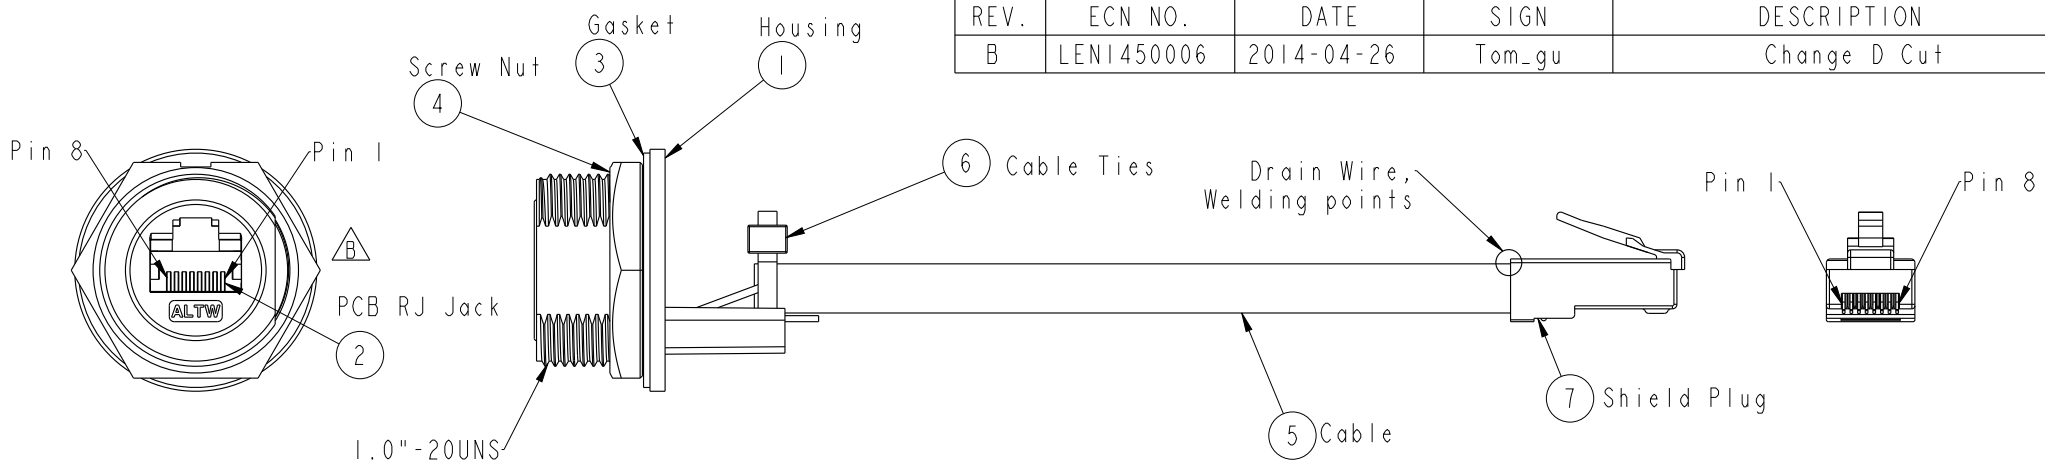 REV. ECN NO. DATE SIGN DESCRIPTION
B LEN1450006 2014-04-26 Tom_gu Change D Cut
Gasket
3
Housing
1
Screw Nut
4
Pin 8
Pin 1
B
ALTW
PCB RJ Jack
2
1.0"-20UNS
6 Cable Ties
Drain Wire,
Welding points
Pin 1
Pin 8
7 Shield Plug
5 Cable